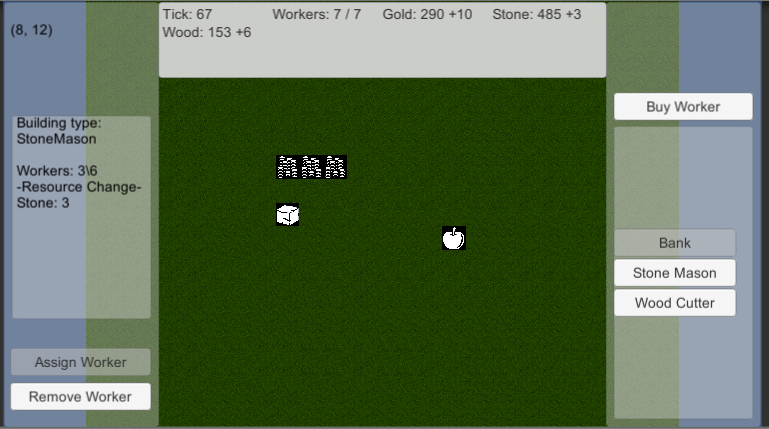 (8, 12)
Tick: 67 Workers: 7 / 7 Gold: 290 +10 Stone: 485 +3
Wood: 153 +6
Building type:
StoneMason
Workers: 3\6
-Resource Change-
Stone: 3
Assign Worker
Remove Worker
Buy Worker
Bank
Stone Mason
Wood Cutter